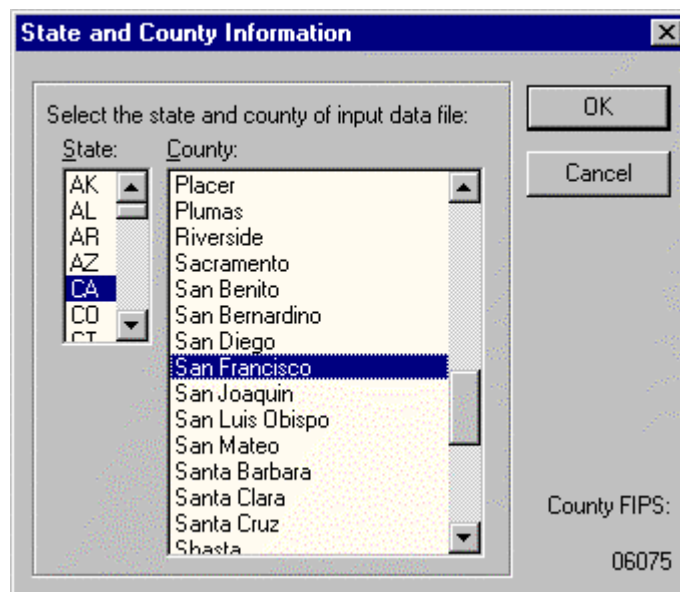 State and County Information
Select the state and county of input data file:
State:
AK
AL
AR
AZ
CA
CO
CT
County:
Placer
Plumas
Riverside
Sacramento
San Benito
San Bernardino
San Diego
San Francisco
San Joaquin
San Luis Obispo
San Mateo
Santa Barbara
Santa Clara
Santa Cruz
Shasta
OK
Cancel
County FIPS:
06075